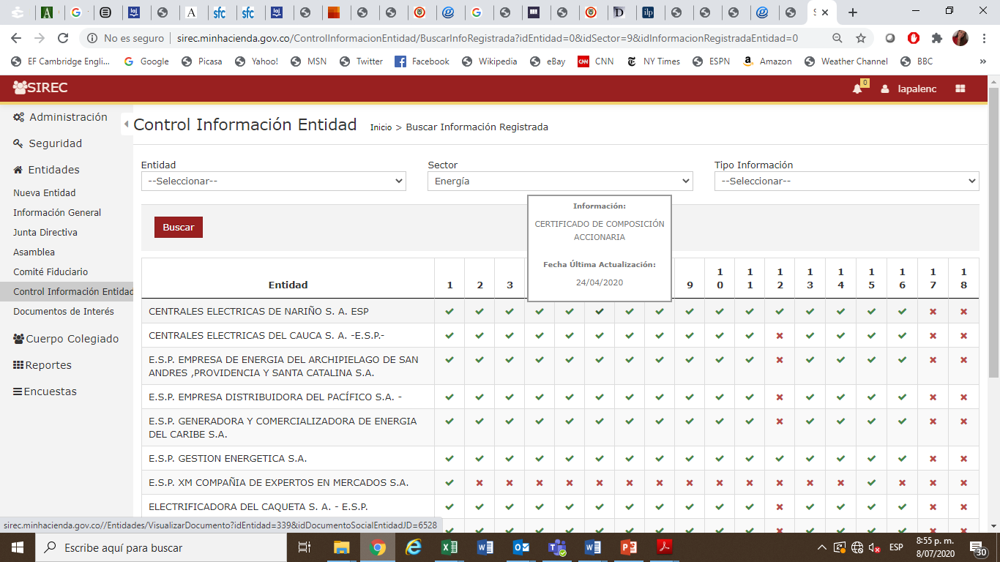 No es seguro | sirec.minhacienda.gov.co/ControlInformacionEntidad/BuscarInfoRegistrada?idEntidad=0&idSector=9&idInformacionRegistradaEntidad=0
EF Cambridge Engli... Google Picasa Yahoo! MSN Twitter Facebook Wikipedia eBay CNN NY Times ESPN Amazon Weather Channel BBC »
SIREC 0 lapalenc
Administración
Seguridad
Entidades
Nueva Entidad
Información General
Junta Directiva
Asamblea
Comité Fiduciario
Control Información Entidad
Documentos de Interés
Cuerpo Colegiado
Reportes
Encuestas
Control Información Entidad Inicio > Buscar Información Registrada
Entidad Sector Tipo Información
--Seleccionar-- Energía --Seleccionar--
Buscar
Información:
CERTIFICADO DE COMPOSICIÓN
ACCIONARIA
Fecha Última Actualización:
24/04/2020
Entidad 1 2 3 9 10 11 12 13 14 15 16 17 18
CENTRALES ELECTRICAS DE NARIÑO S. A. ESP
CENTRALES ELECTRICAS DEL CAUCA S. A. -E.S.P.-
E.S.P. EMPRESA DE ENERGIA DEL ARCHIPIELAGO DE SAN
ANDRES ,PROVIDENCIA Y SANTA CATALINA S.A.
E.S.P. EMPRESA DISTRIBUIDORA DEL PACÍFICO S.A. -
E.S.P. GENERADORA Y COMERCIALIZADORA DE ENERGIA
DEL CARIBE S.A.
E.S.P. GESTION ENERGETICA S.A.
E.S.P. XM COMPAÑIA DE EXPERTOS EN MERCADOS S.A.
ELECTRIFICADORA DEL CAQUETA S. A. - E.S.P.
sirec.minhacienda.gov.co//Entidades/VisualizarDocumento?idEntidad=339&idDocumentoSocialEntidadJD=6528
Escribe aquí para buscar
ESP
8:55 p. m.
8/07/2020
30